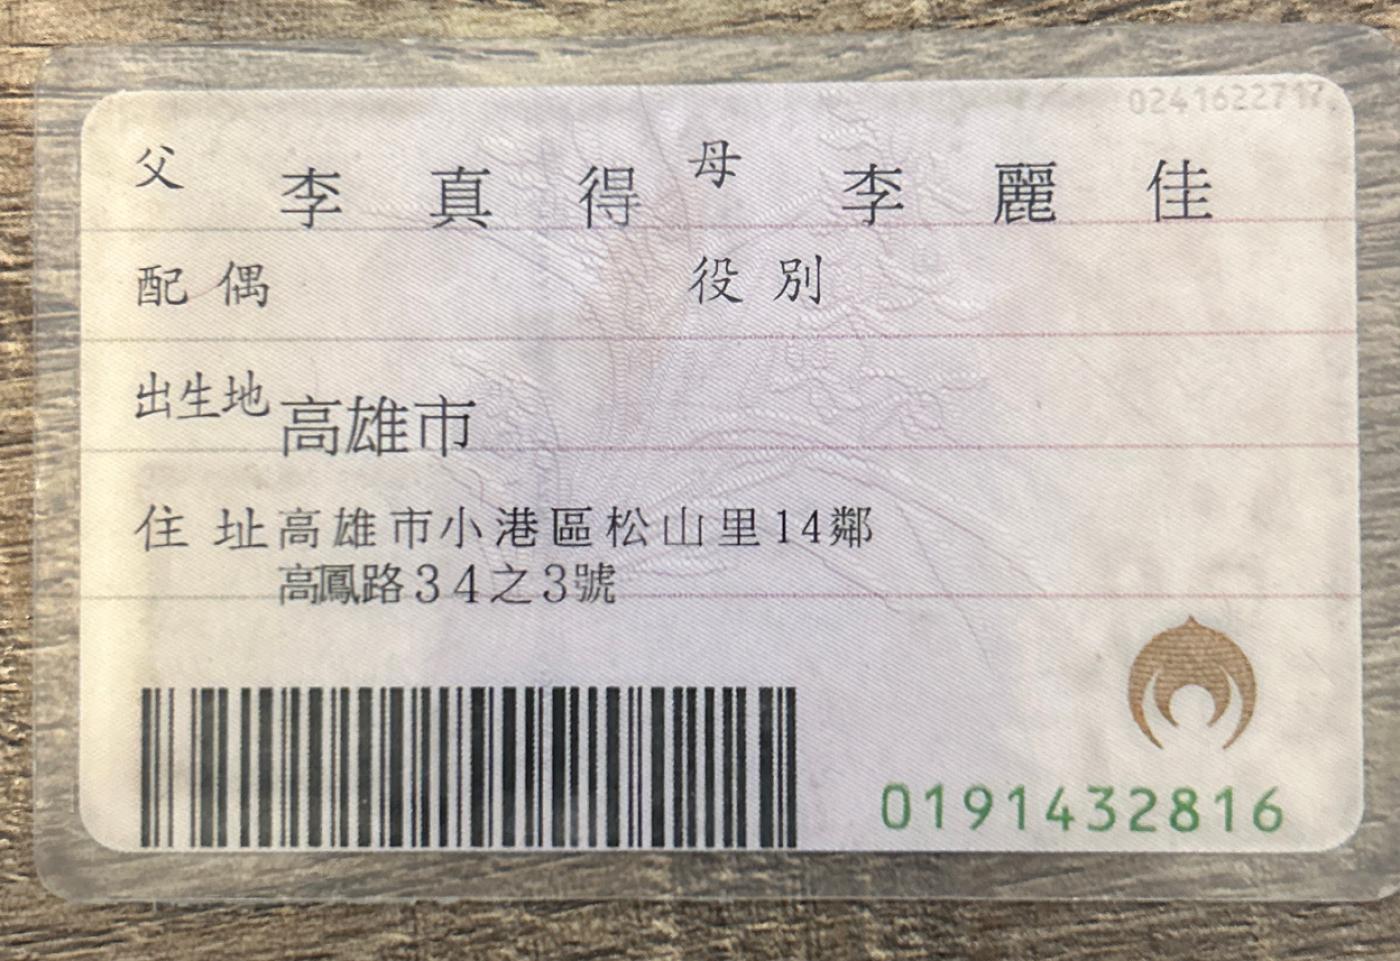 0241622717
父 李真得 母 李麗佳
配偶 役別
出生地 高雄市
住址 高雄市小港區松山里14鄰
高鳳路34之3號
0191432816